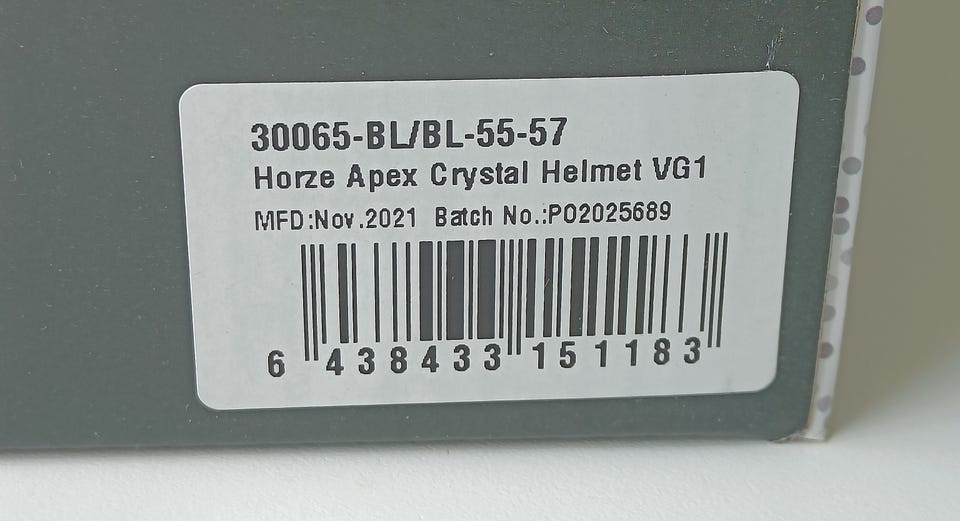 30065-BL/BL-55-57
Horze Apex Crystal Helmet VG1
MFD:Nov.2021 Batch No.:PO2025689
6 438433 151183